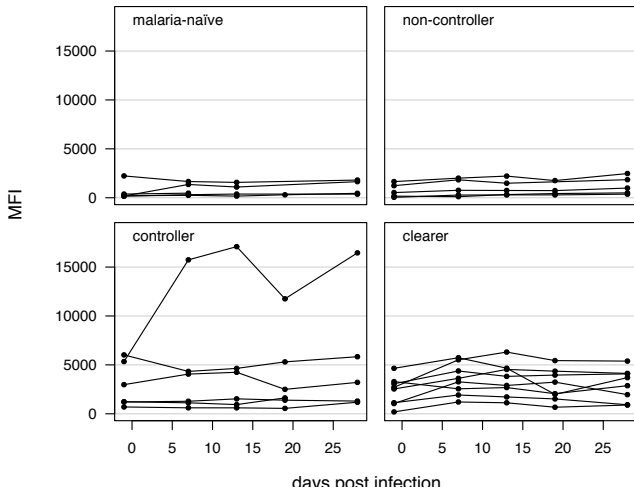 malaria-naïve
non-controller
15000
10000
5000
0
MFI
controller
clearer
15000
10000
5000
0
0 5 10 15 20 25
0 5 10 15 20 25
days post infection